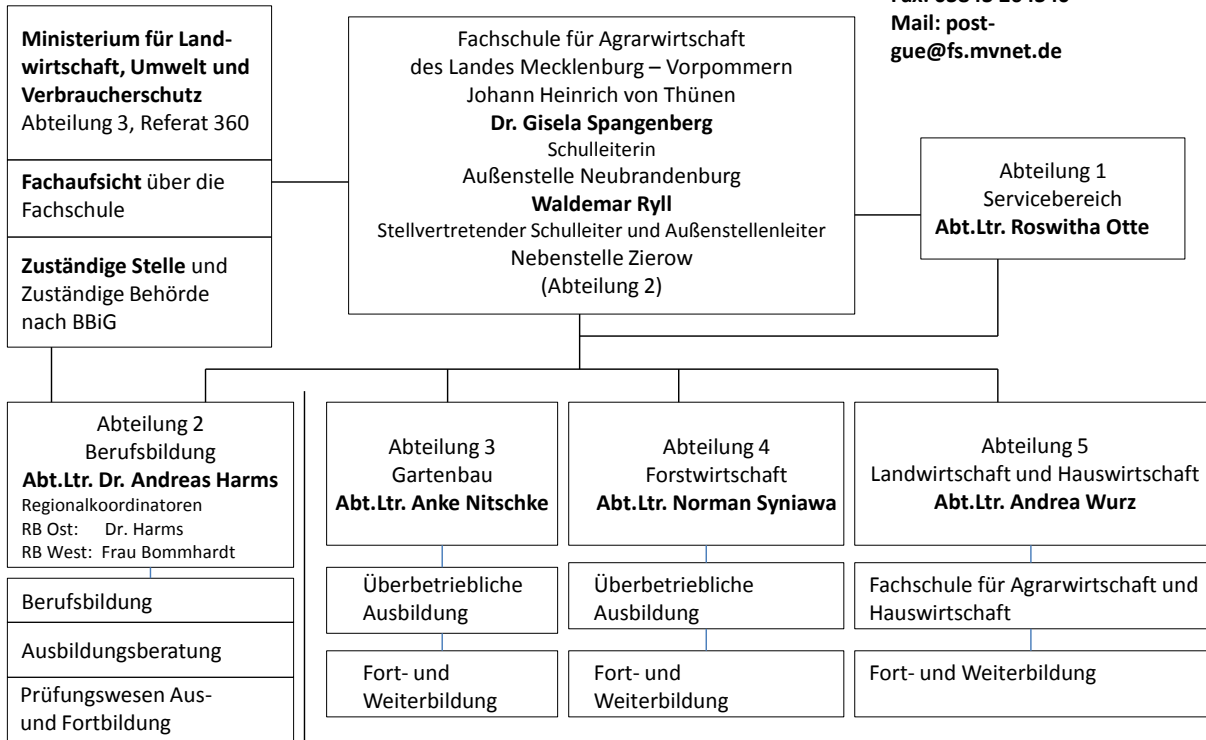 Mail: post-
gue@fs.mvnet.de
Ministerium für Land-
wirtschaft, Umwelt und
Verbraucherschutz
Abteilung 3, Referat 360
Fachaufsicht über die
Fachschule
Zuständige Stelle und
Zuständige Behörde
nach BBiG
Fachschule für Agrarwirtschaft
des Landes Mecklenburg – Vorpommern
Johann Heinrich von Thünen
Dr. Gisela Spangenberg
Schulleiterin
Außenstelle Neubrandenburg
Waldemar Ryll
Stellvertretender Schulleiter und Außenstellenleiter
Nebenstelle Zierow
(Abteilung 2)
Abteilung 1
Servicebereich
Abt.Ltr. Roswitha Otte
Abteilung 2
Berufsbildung
Abt.Ltr. Dr. Andreas Harms
Regionalkoordinatoren
RB Ost: Dr. Harms
RB West: Frau Bommhardt
Berufsbildung
Ausbildungsberatung
Prüfungswesen Aus-
und Fortbildung
Abteilung 3
Gartenbau
Abt.Ltr. Anke Nitschke
Überbetriebliche
Ausbildung
Fort- und
Weiterbildung
Abteilung 4
Forstwirtschaft
Abt.Ltr. Norman Syniawa
Überbetriebliche
Ausbildung
Fort- und
Weiterbildung
Abteilung 5
Landwirtschaft und Hauswirtschaft
Abt.Ltr. Andrea Wurz
Fachschule für Agrarwirtschaft und
Hauswirtschaft
Fort- und Weiterbildung